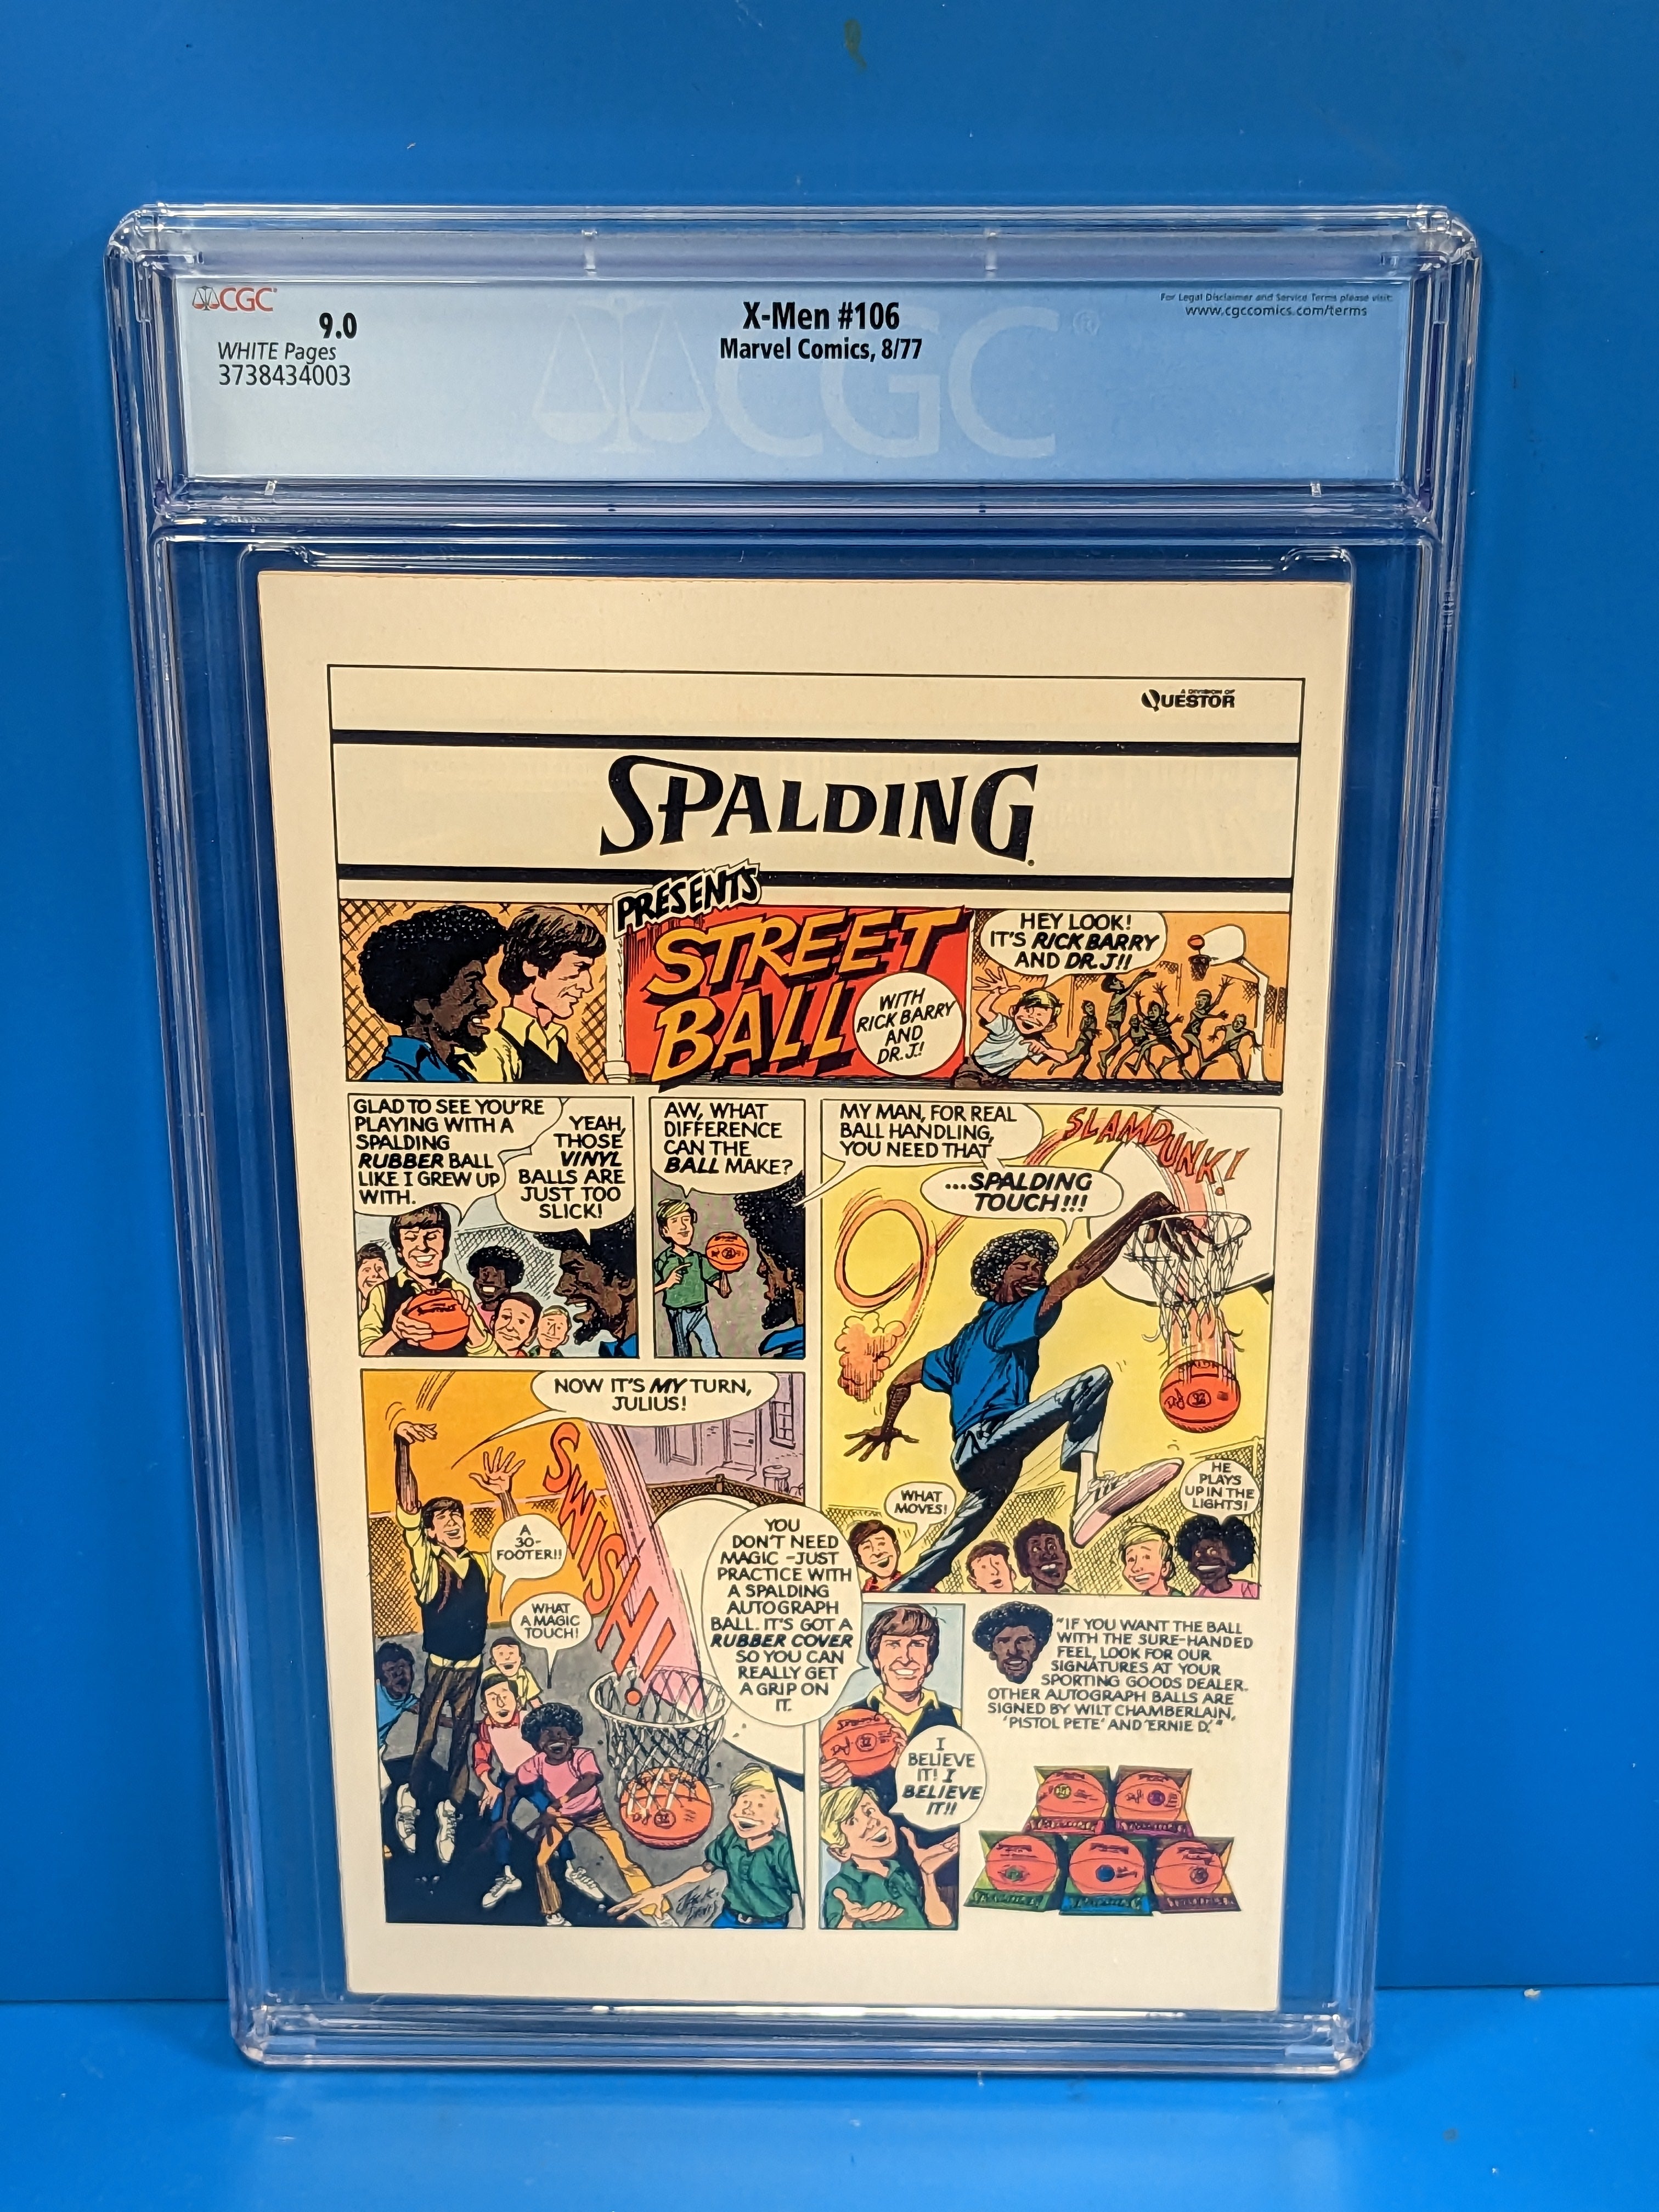 CGC
9.0
WHITE Pages
3738434003
X-Men #106
Marvel Comics, 8/77
For Legal Disclaimer and Service Terms please visit:
www.cgccomics.com/terms
CGC®
A DIVISION OF
QUESTOR
SPALDING
PRESENTS
STREET
BALL
WITH
RICK BARRY
AND
DR. J.!
HEY LOOK!
IT'S RICK BARRY
AND DR. J!!
GLAD TO SEE YOU'RE
PLAYING WITH A
SPALDING
RUBBER BALL
LIKE I GREW UP
WITH.
YEAH,
THOSE
VINYL
BALLS ARE
JUST TOO
SLICK!
AW, WHAT
DIFFERENCE
CAN THE
BALL MAKE?
MY MAN, FOR REAL
BALL HANDLING,
YOU NEED THAT
...SPALDING
TOUCH!!!
SLAMDUNK!
SPALDING
Dr J 32
WHAT
MOVES!
HE
PLAYS
UP IN THE
LIGHTS!
NOW IT'S MY TURN,
JULIUS!
SWISH!
A
30-
FOOTER!!
WHAT
A MAGIC
TOUCH!
YOU
DON'T NEED
MAGIC -JUST
PRACTICE WITH
A SPALDING
AUTOGRAPH
BALL. IT'S GOT A
RUBBER COVER
SO YOU CAN
REALLY GET
A GRIP ON
IT.
Jack
Davis
I
BELIEVE
IT! I
BELIEVE
IT!!
"IF YOU WANT THE BALL
WITH THE SURE-HANDED
FEEL, LOOK FOR OUR
SIGNATURES AT YOUR
SPORTING GOODS DEALER.
OTHER AUTOGRAPH BALLS ARE
SIGNED BY WILT CHAMBERLAIN,
'PISTOL PETE' AND 'ERNIE D.'"